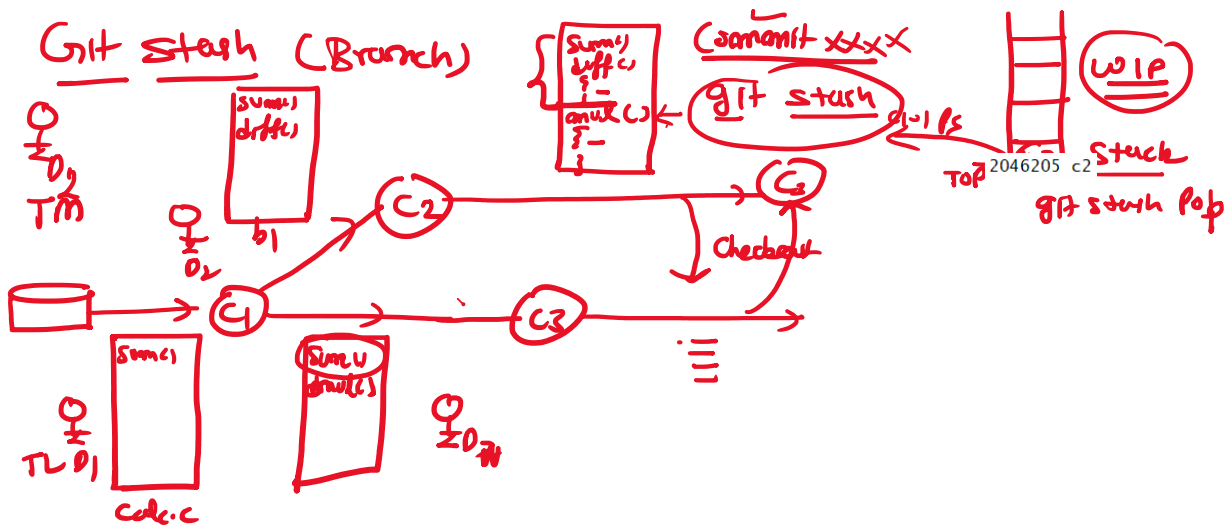 Git stash (Branch)
sum()
diff()
D1
TM
b1
D2
sum()
diff()
{
mul()
{
}
Commit xxxx
git stash
WIP
TOP
2046205 c2
stack
git stash pop
C2
C3
Checkout
C1
C3
sum()
TL D1
code.c
sum()
mul()